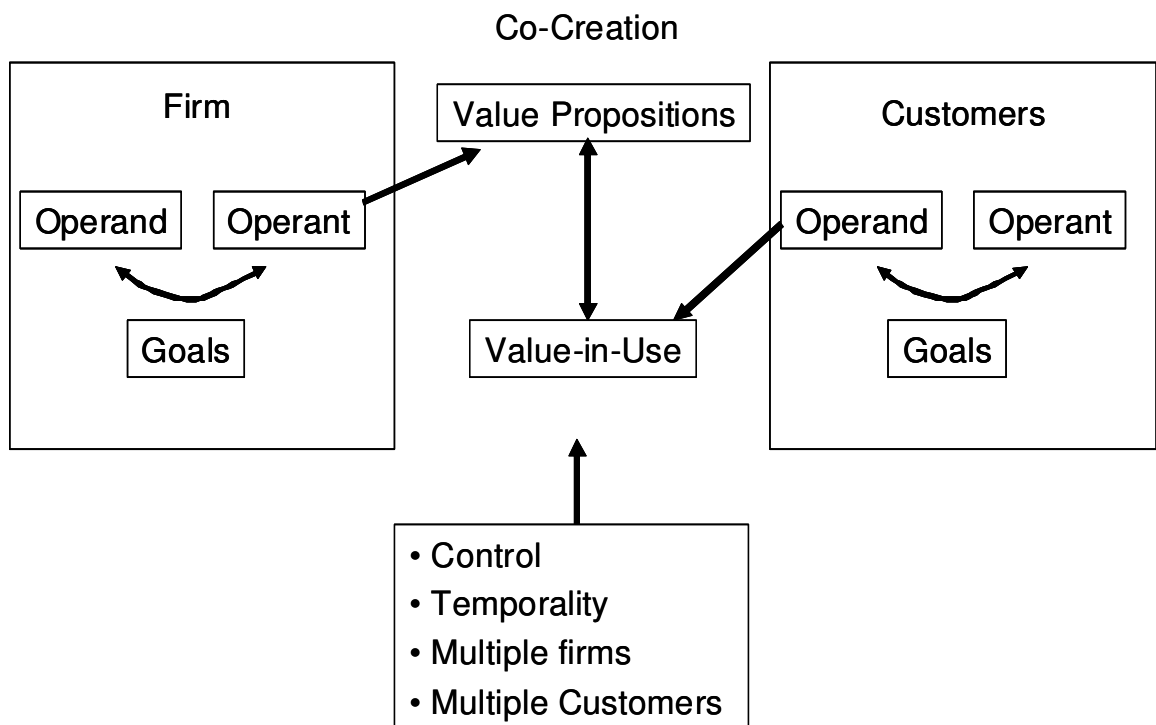 Co-Creation
Firm
Value Propositions
Customers
Operand
Operant
Operand
Operant
Goals
Value-in-Use
Goals
• Control
• Temporality
• Multiple firms
• Multiple Customers